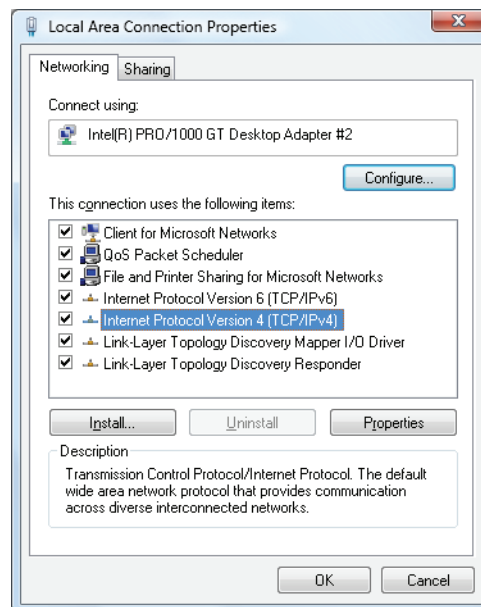 Local Area Connection Properties
Networking Sharing
Connect using:
Intel(R) PRO/1000 GT Desktop Adapter #2
Configure...
This connection uses the following items:
Client for Microsoft Networks
QoS Packet Scheduler
File and Printer Sharing for Microsoft Networks
Internet Protocol Version 6 (TCP/IPv6)
Internet Protocol Version 4 (TCP/IPv4)
Link-Layer Topology Discovery Mapper I/O Driver
Link-Layer Topology Discovery Responder
Install... Uninstall Properties
Description
Transmission Control Protocol/Internet Protocol. The default
wide area network protocol that provides communication
across diverse interconnected networks.
OK Cancel